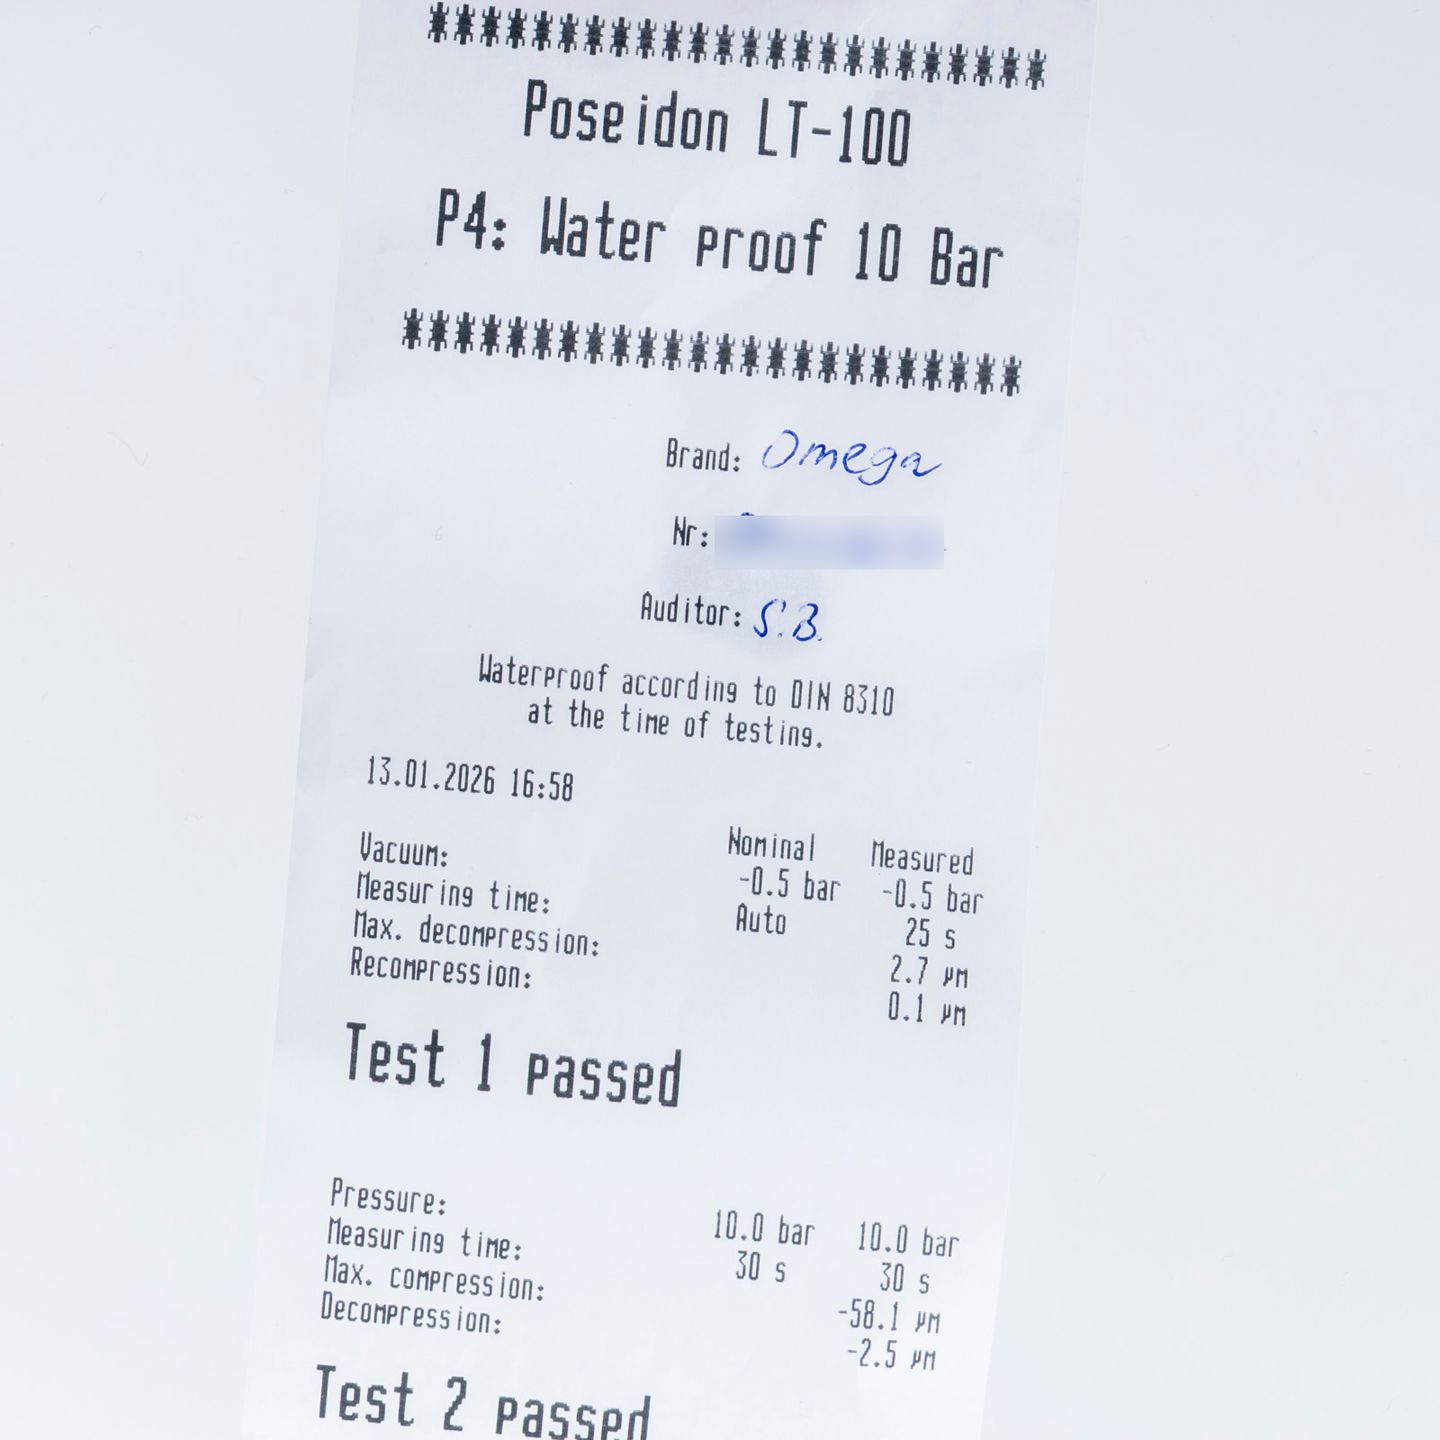 ************************
Poseidon LT-100
P4: Water proof 10 Bar
************************
Brand: Omega
Nr:
Auditor: S.B.
Waterproof according to DIN 8310
at the time of testing.
13.01.2026 16:58
Nominal Measured
Vacuum: -0.5 bar -0.5 bar
Measuring time: Auto 25 s
Max. decompression: 2.7 µm
Recompression: 0.1 µm
Test 1 passed
Pressure: 10.0 bar 10.0 bar
Measuring time: 30 s 30 s
Max. compression: -58.1 µm
Decompression: -2.5 µm
Test 2 passed